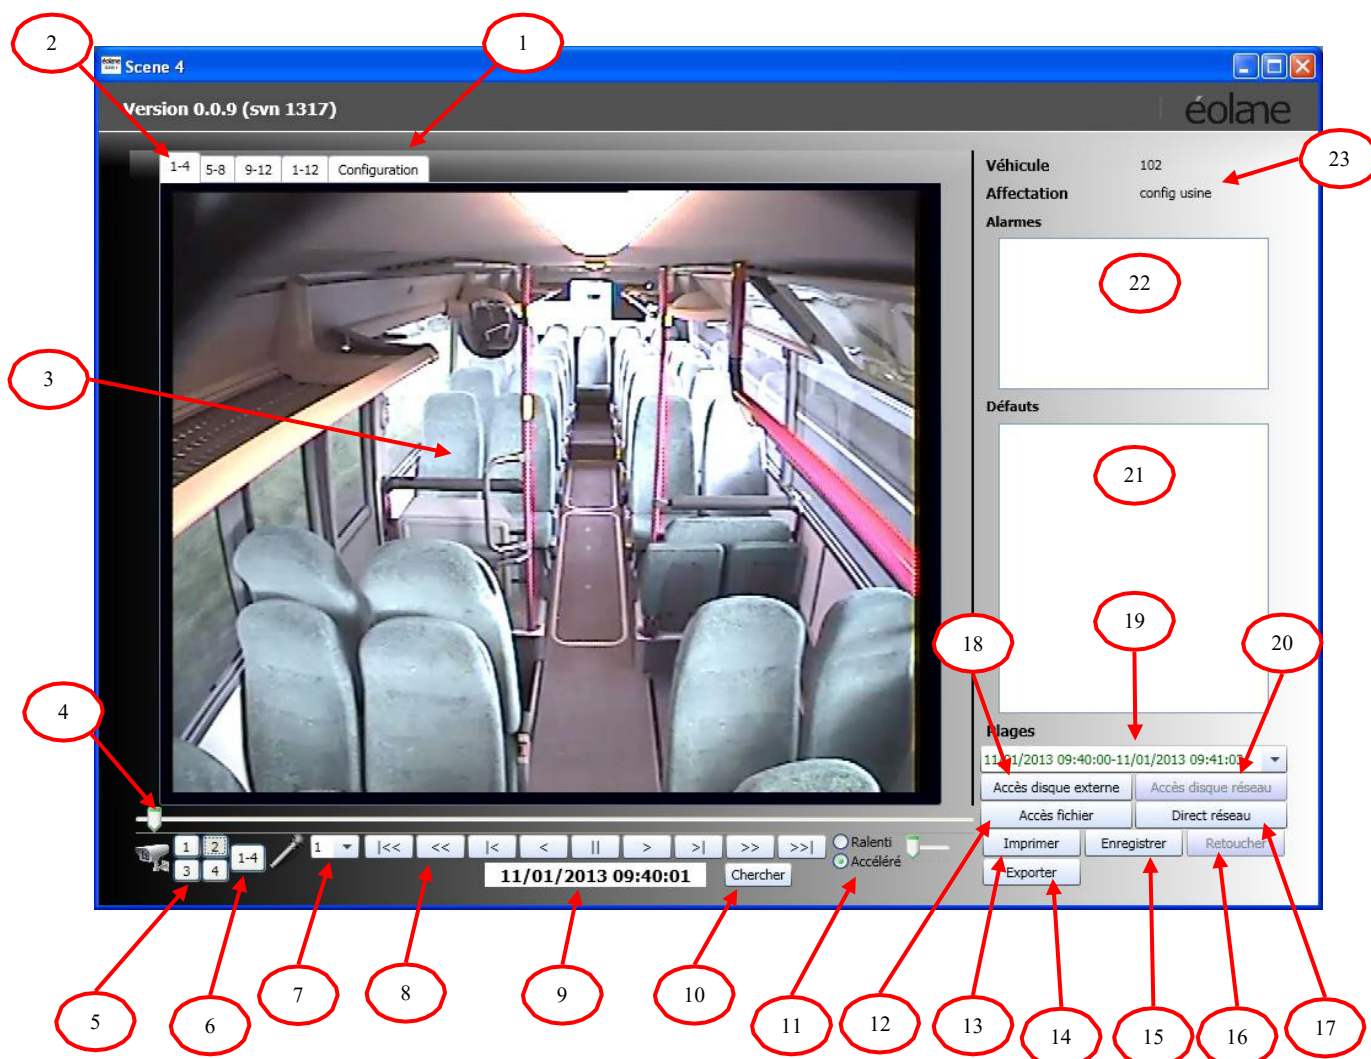 2
1
Scene 4
Version 0.0.9 (svn 1317)
éolane
1-4
5-8
9-12
1-12
Configuration
Véhicule
102
23
Affectation
config usine
Alarmes
22
3
Défauts
21
19
18
20
4
Plages
11/01/2013 09:40:00-11/01/2013 09:41:03
Accès disque externe
Accès disque réseau
Accès fichier
Direct réseau
1
2
3
4
1-4
1
|<<
<<
|<
<
||
>
>|
>>
>>|
Ralenti
Accéléré
Imprimer
Enregistrer
Retoucher
11/01/2013 09:40:01
Chercher
Exporter
5
6
7
8
9
10
11
12
13
14
15
16
17